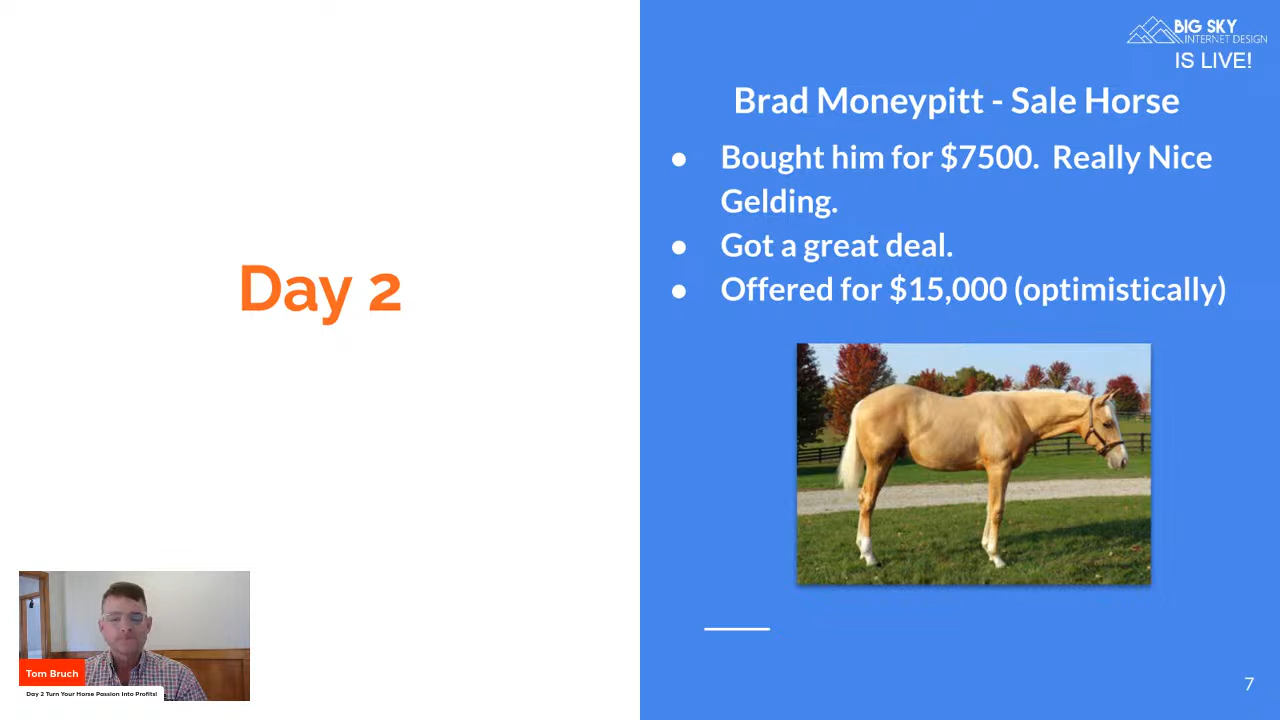 Day 2
BIG SKY
INTERNET DESIGN
IS LIVE!
Brad Moneypitt - Sale Horse
● Bought him for $7500.  Really Nice
Gelding.
● Got a great deal.
● Offered for $15,000 (optimistically)
Tom Bruch
Day 2 Turn Your Horse Passion Into Profits!
7